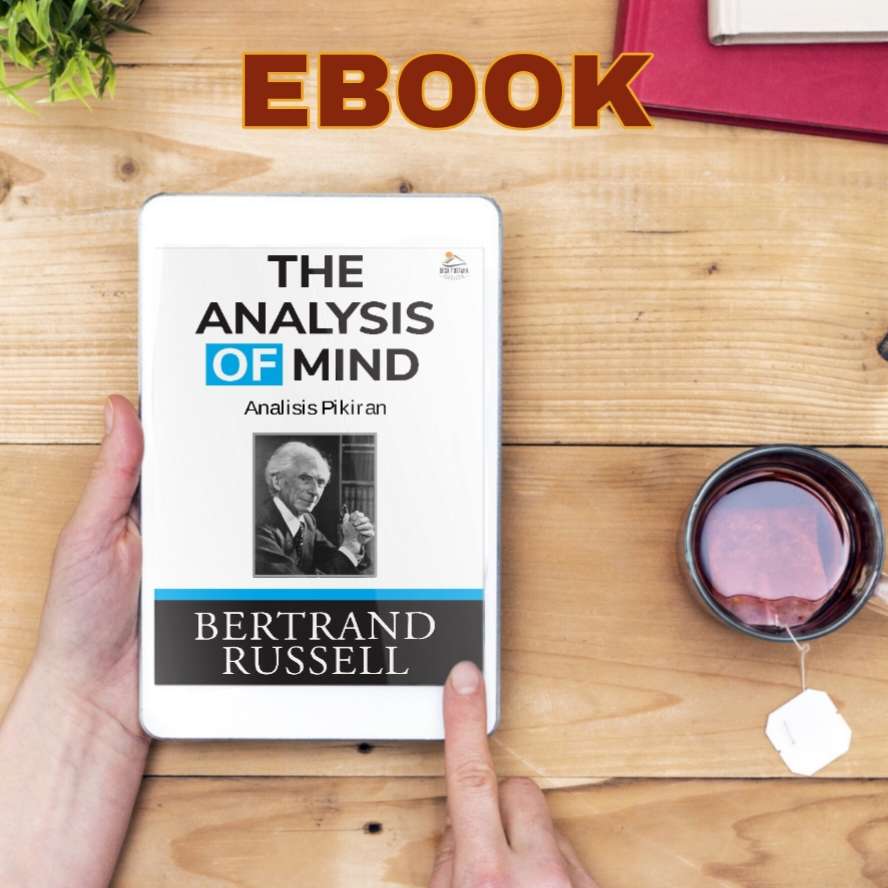 EBOOK
THE
ANALYSIS
OF MIND
Analisis Pikiran
BERTRAND
RUSSELL